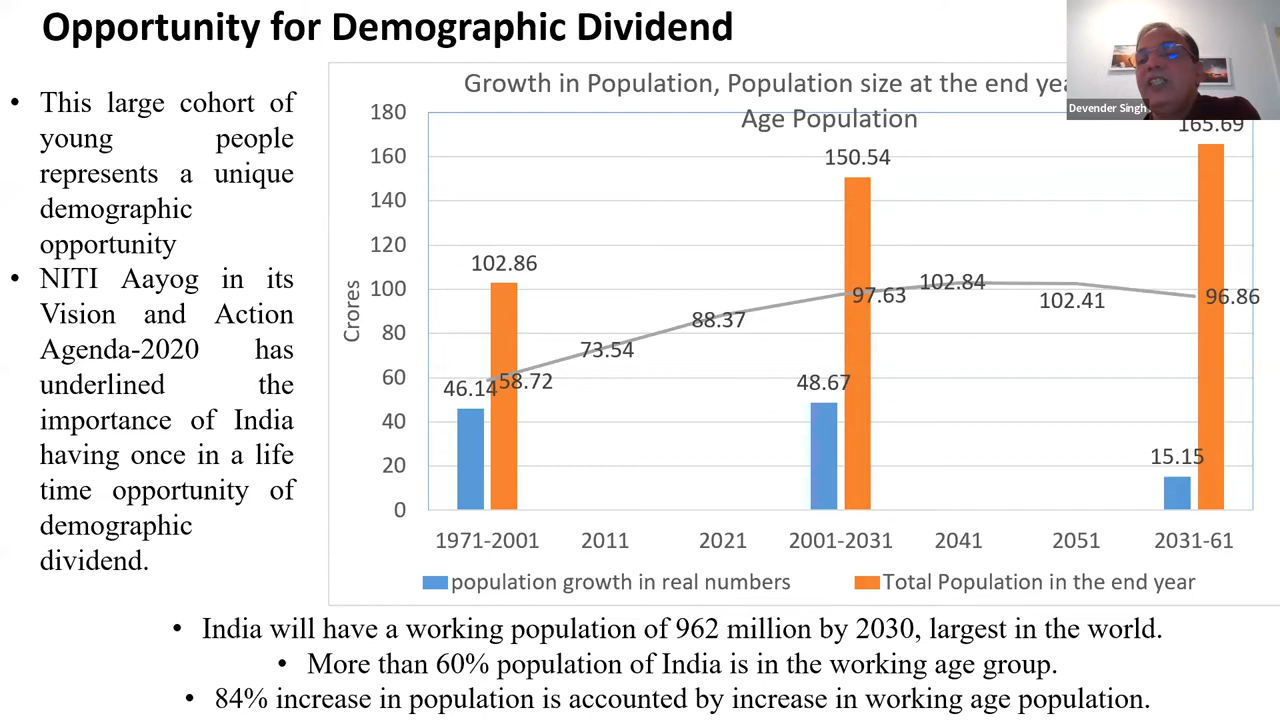 Opportunity for Demographic Dividend
• This large cohort of
young people
represents a unique
demographic
opportunity
• NITI Aayog in its
Vision and Action
Agenda-2020 has
underlined the
importance of India
having once in a life
time opportunity of
demographic
dividend.
Growth in Population, Population size at the end
Age Population
Devender Singh
Crores
180
160
140
120
100
80
60
40
20
0
46.14
102.86
58.72
73.54
88.37
48.67
150.54
97.63
102.84
102.41
15.15
165.69
96.86
1971-2001 2011 2021 2001-2031 2041 2051 2031-61
population growth in real numbers Total Population in the end year
• India will have a working population of 962 million by 2030, largest in the world.
• More than 60% population of India is in the working age group.
• 84% increase in population is accounted by increase in working age population.